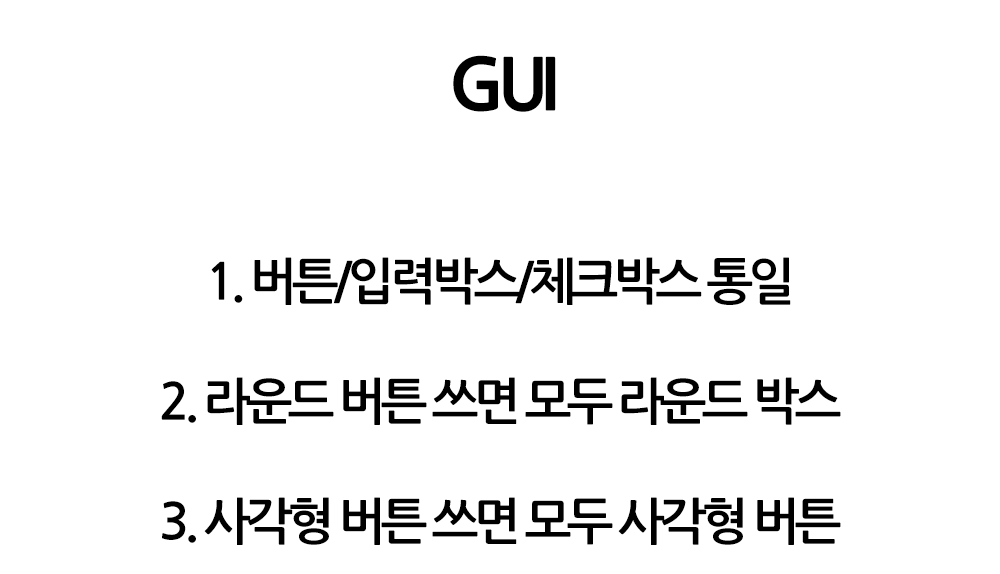 GUI
1. 버튼/입력박스/체크박스 통일
2. 라운드 버튼 쓰면 모두 라운드 박스
3. 사각형 버튼 쓰면 모두 사각형 버튼